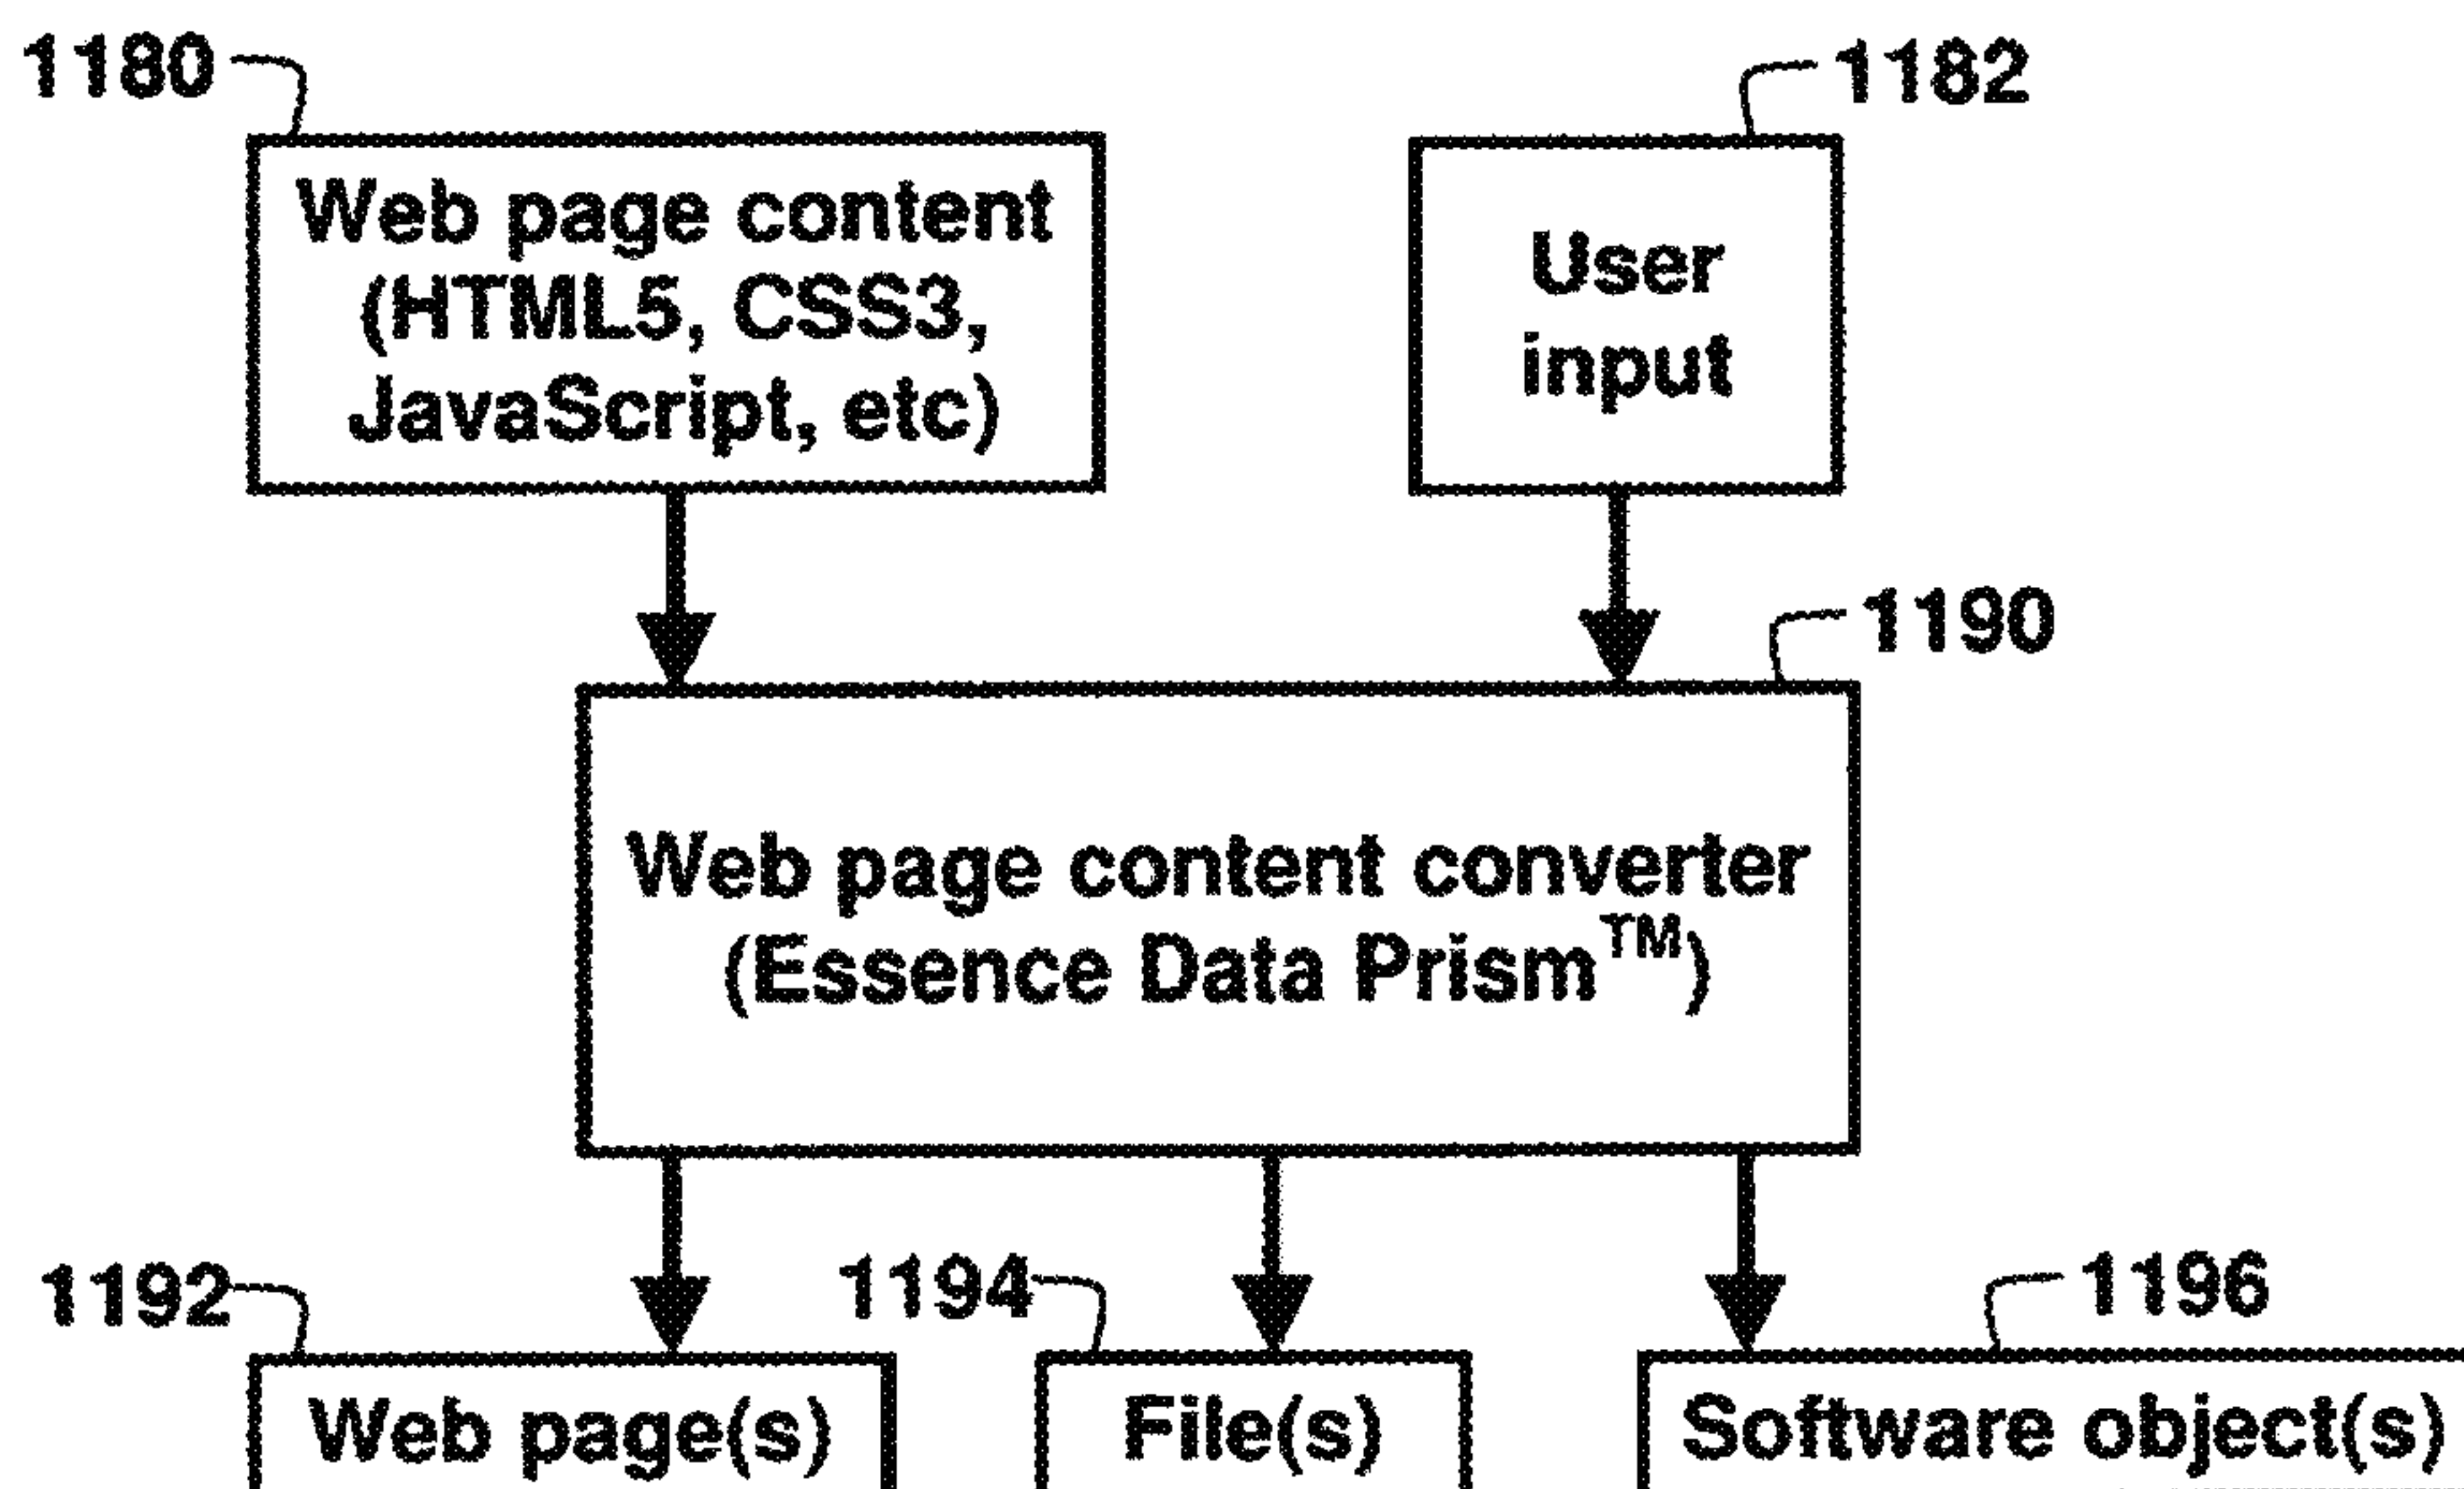 1180
1182
Web page content
(HTML5, CSS3,
JavaScript, etc)
User
input
1190
Web page content converter
(Essence Data Prism™)
1192
1194
1196
Web page(s)
File(s)
Software object(s)